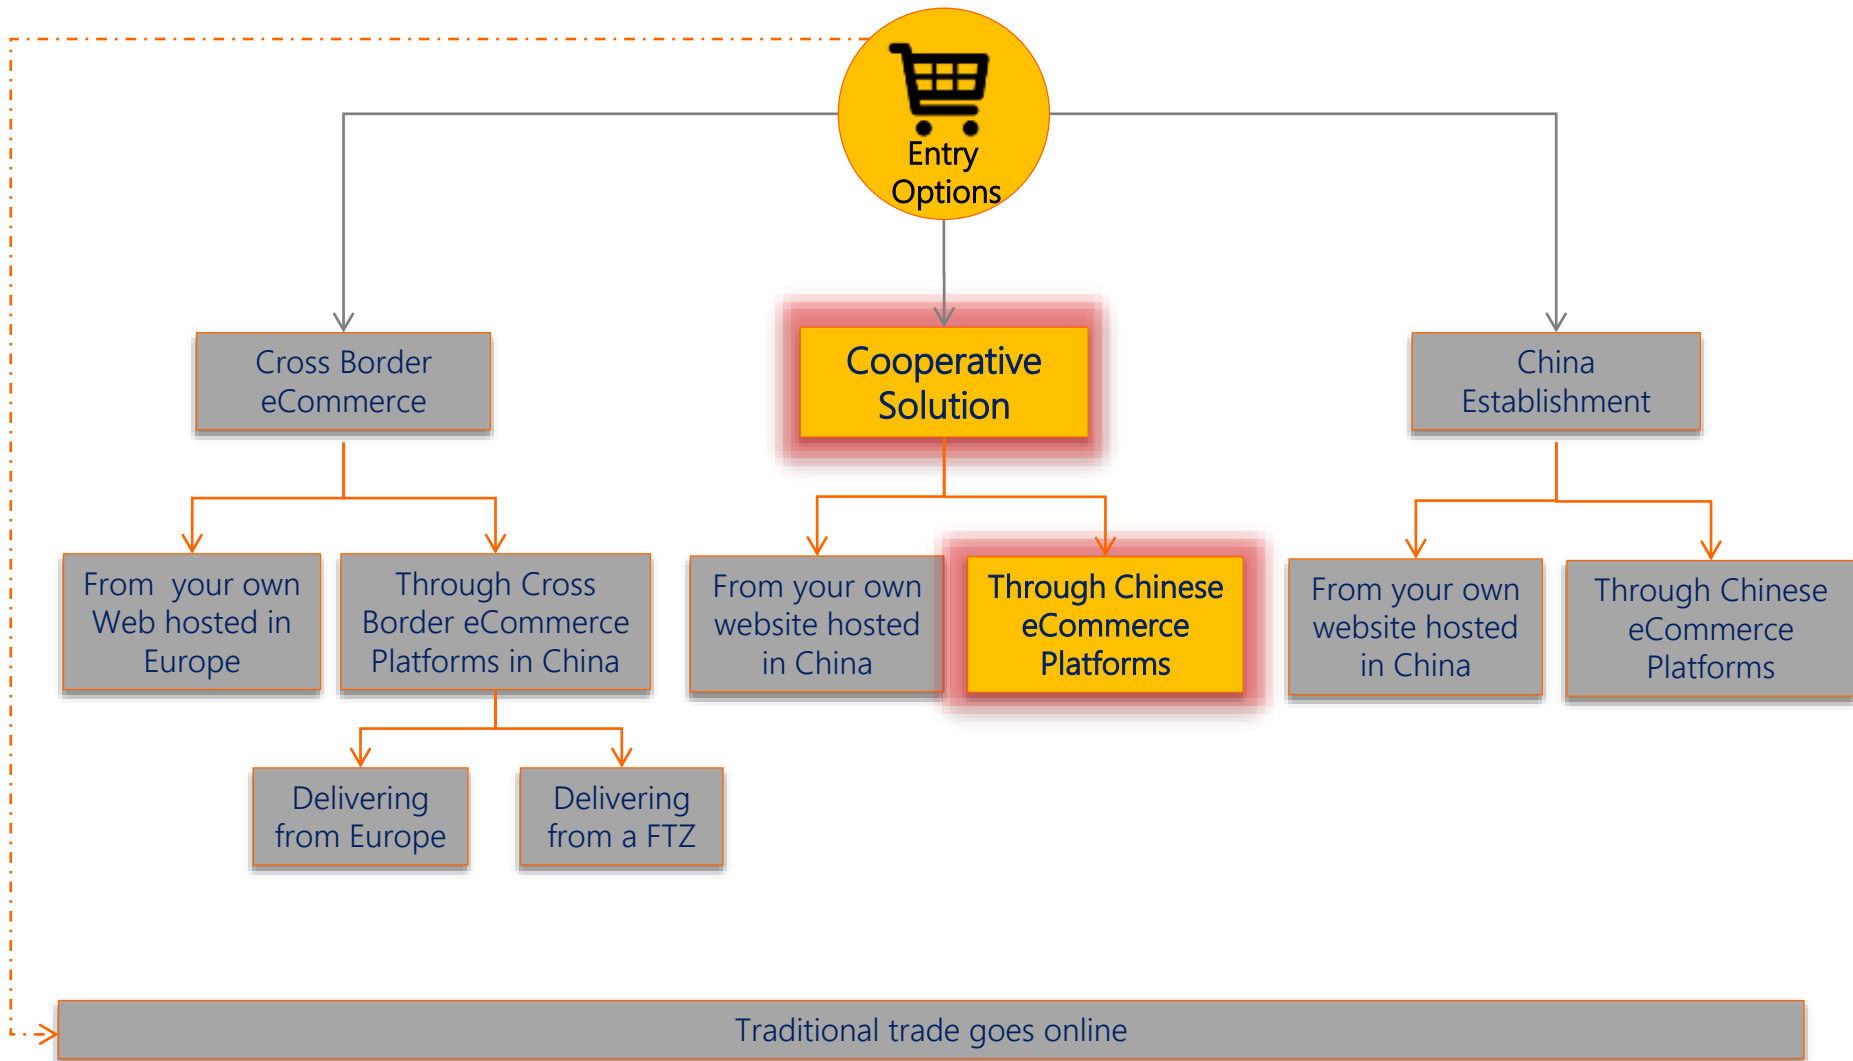 Entry
Options
Cross Border
eCommerce
Cooperative
Solution
China
Establishment
From your own
Web hosted in
Europe
Through Cross
Border eCommerce
Platforms in China
From your own
website hosted
in China
Through Chinese
eCommerce
Platforms
From your own
website hosted
in China
Through Chinese
eCommerce
Platforms
Delivering
from Europe
Delivering
from a FTZ
Traditional trade goes online